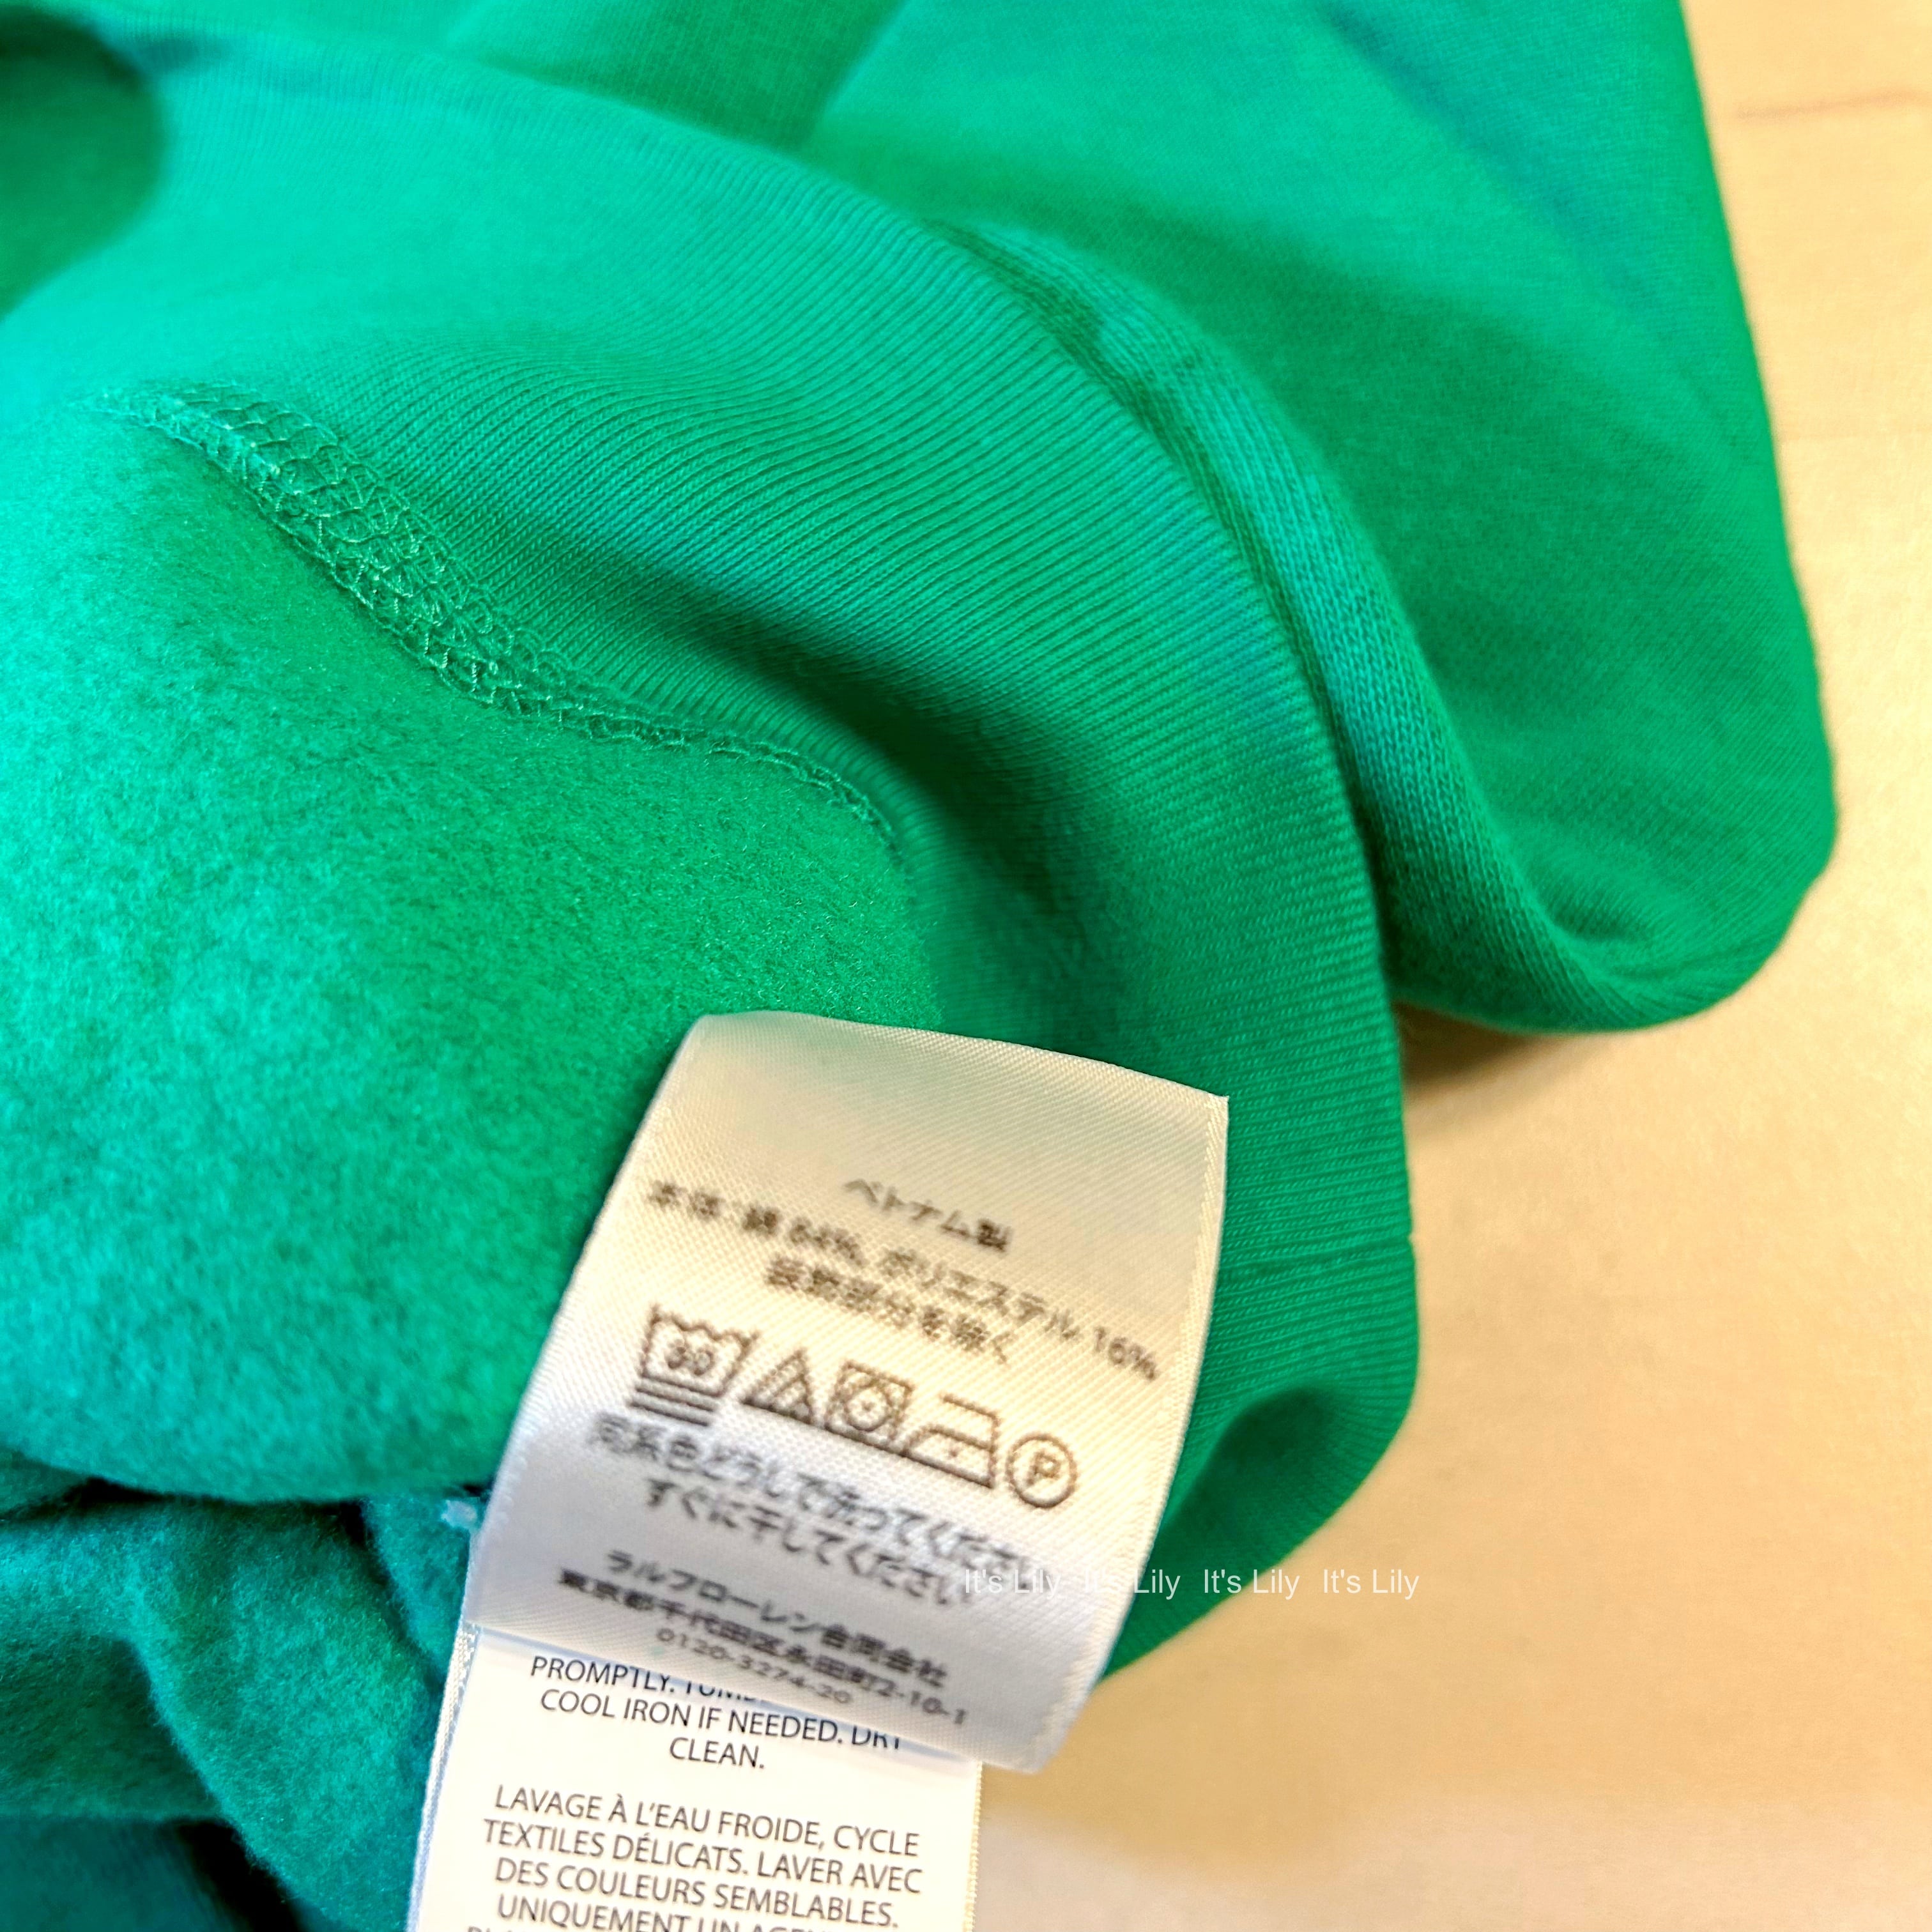 ベトナム製
本体 綿 84%, ポリエステル 16%
装飾部分を除く
30
P
同系色どうしで洗ってください
すぐに干してください
ラルフローレン合同会社
東京都千代田区永田町2-10-1
0120-3274-20
It's Lily It's Lily It's Lily It's Lily
PROMPTLY.
COOL IRON IF NEEDED. DRY
CLEAN.
LAVAGE À L'EAU FROIDE, CYCLE
TEXTILES DÉLICATS. LAVER AVEC
DES COULEURS SEMBLABLES.
UNIQUEMENT UN